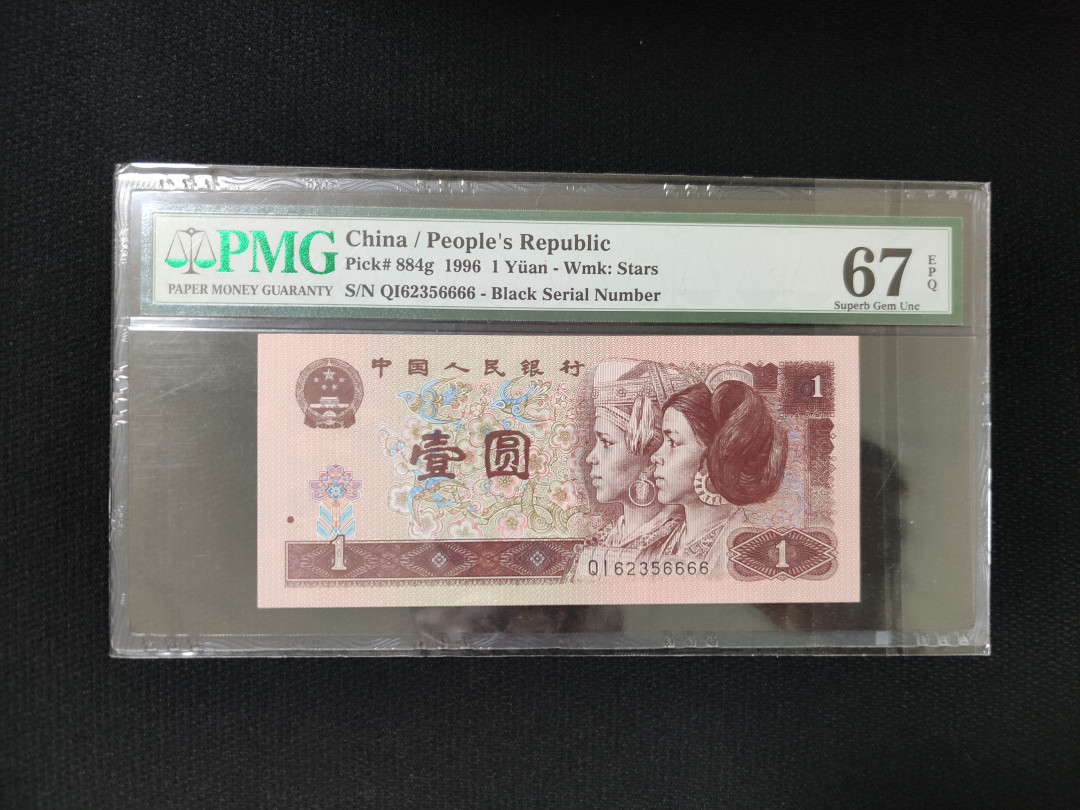 PMG
PAPER MONEY GUARANTY
China / People's Republic
Pick# 884g 1996 1 Yüan - Wmk: Stars
S/N QI62356666 - Black Serial Number
67
EPQ
Superb Gem Unc
中国人民银行
1
壹圆
1
QI62356666
1